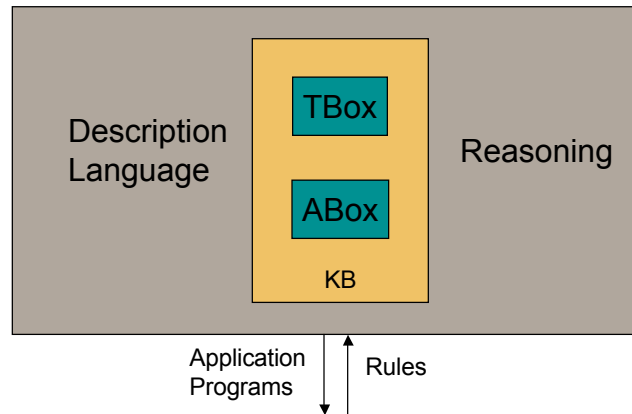 TBox
Description
Language
Reasoning
ABox
KB
Application
Programs
Rules